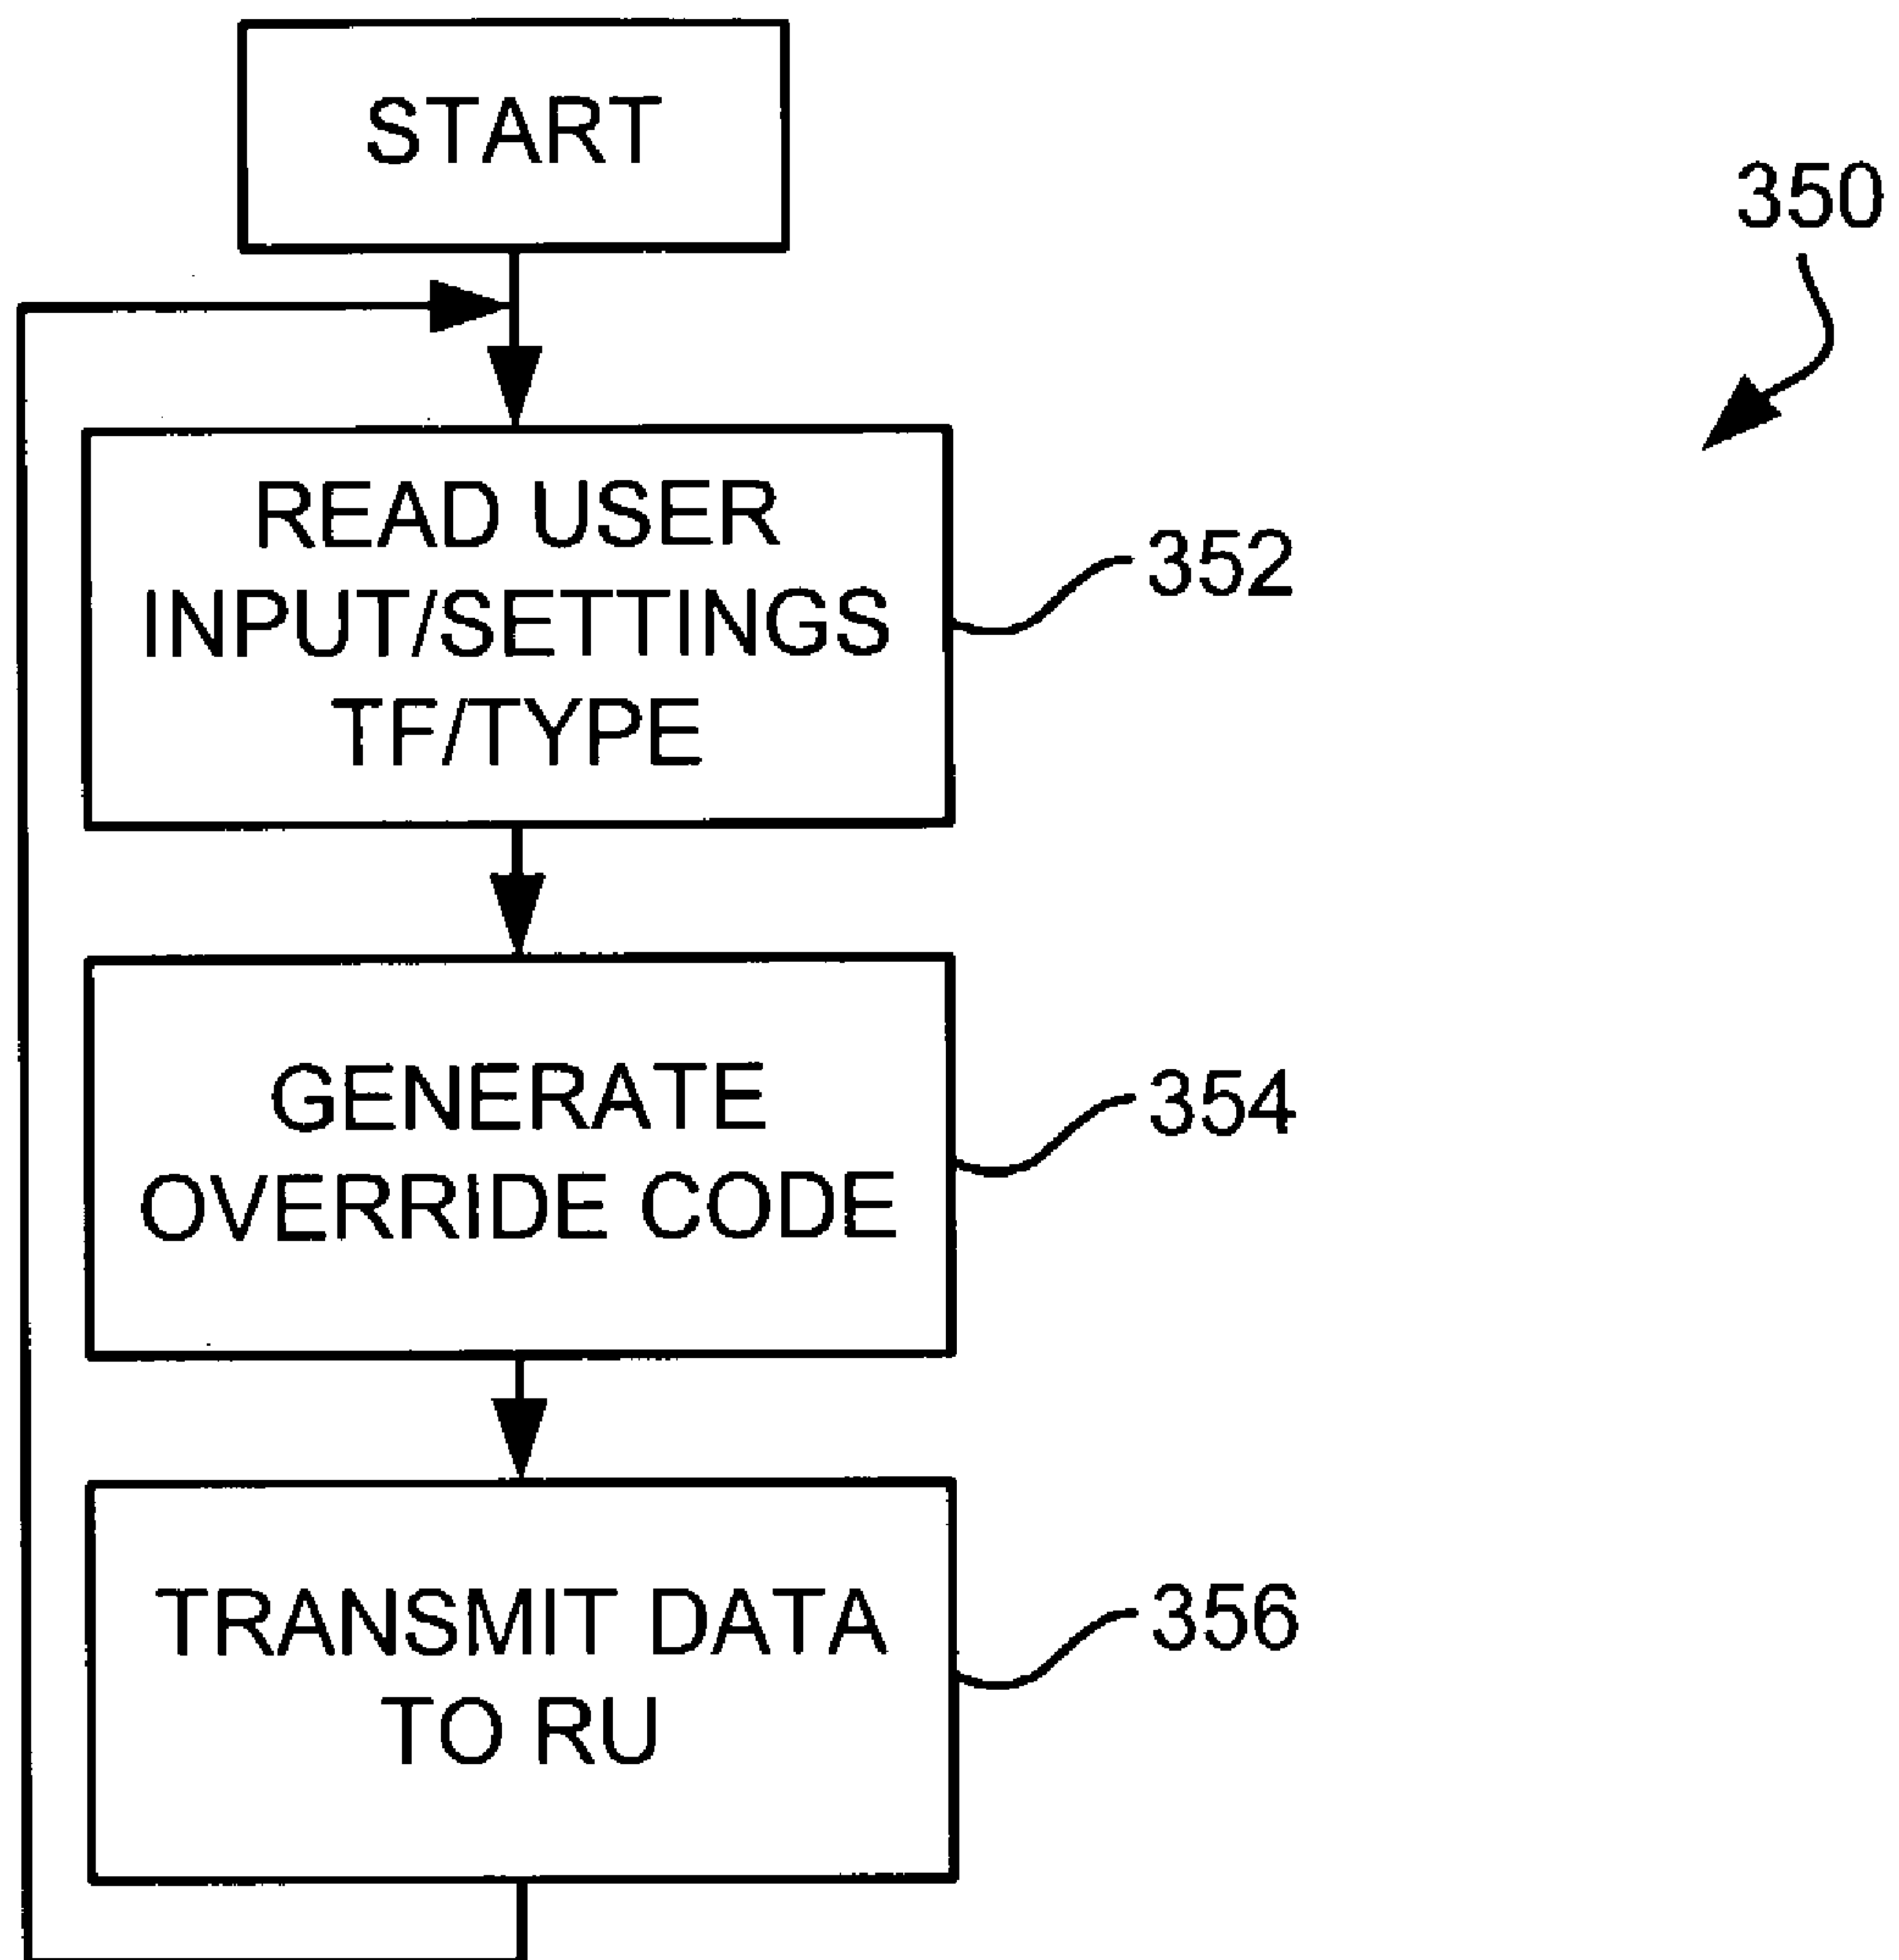 START
350
READ USER
INPUT/SETTINGS
TF/TYPE
352
GENERATE
OVERRIDE CODE
354
TRANSMIT DATA
TO RU
356